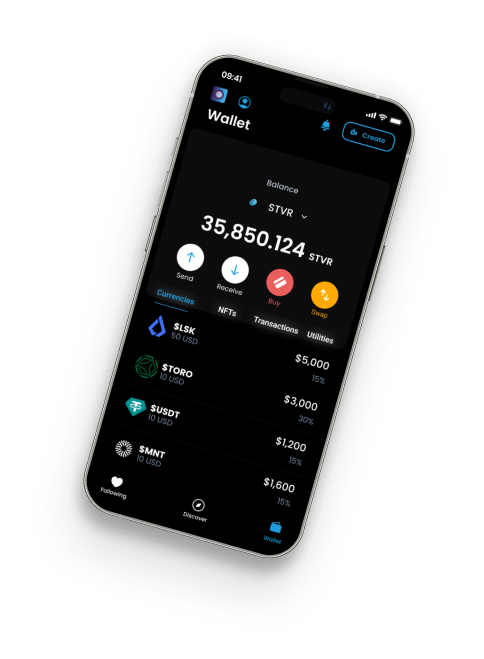 09:41
Wallet
Create
Balance
STVR
35,850.124 STVR
Send
Receive
Buy
Swap
Currencies
NFTs
Transactions
Utilities
$LSK
50 USD
$5,000
15%
$TORO
10 USD
$3,000
30%
$USDT
10 USD
$1,200
15%
$MNT
10 USD
$1,600
15%
Following
Discover
Wallet